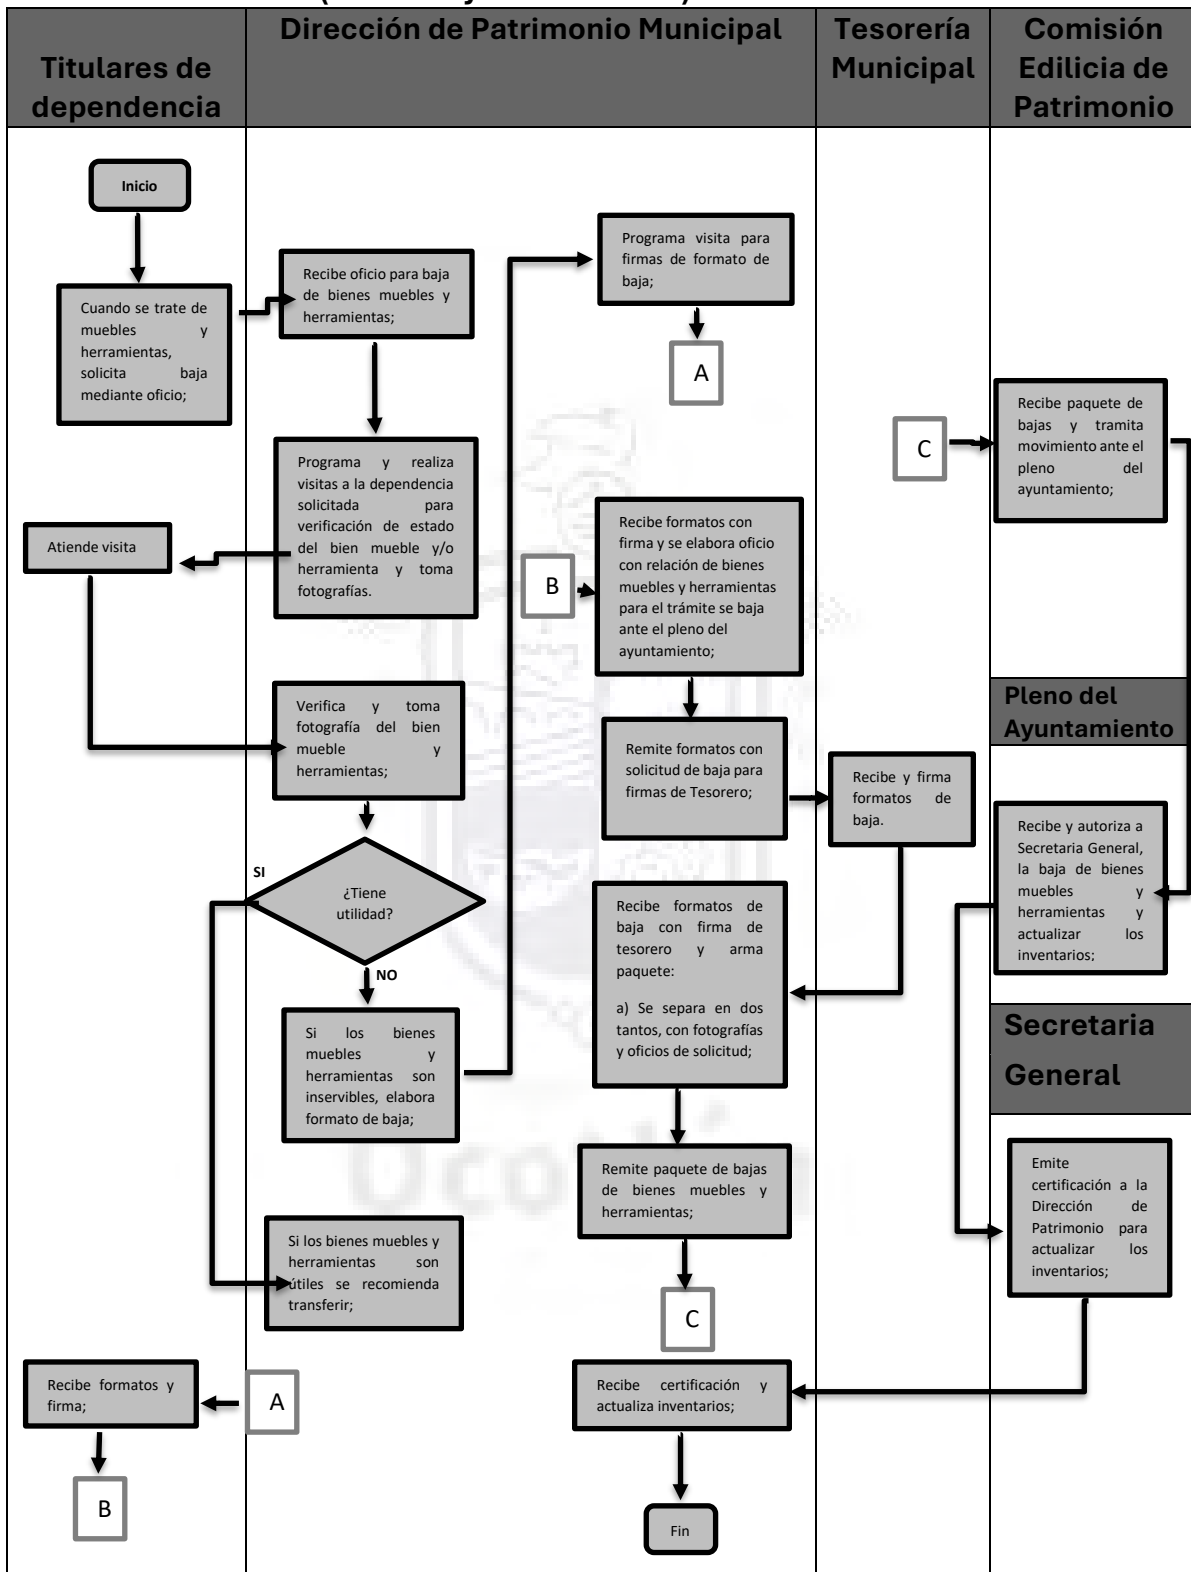 Titulares de
dependencia
Dirección de Patrimonio Municipal
Tesorería
Municipal
Comisión
Edilicia de
Patrimonio
Inicio
Cuando se trate de
muebles y
herramientas,
solicita baja
mediante oficio;
Recibe oficio para baja
de bienes muebles y
herramientas;
Programa visita para
firmas de formato de
baja;
A
Programa y realiza
visitas a la dependencia
solicitada para
verificación de estado
del bien mueble y/o
herramienta y toma
fotografías.
Atiende visita
C
Recibe paquete de
bajas y tramita
movimiento ante el
pleno del
ayuntamiento;
B
Recibe formatos con
firma y se elabora oficio
con relación de bienes
muebles y herramientas
para el trámite se baja
ante el pleno del
ayuntamiento;
Verifica y toma
fotografía del bien
mueble y
herramientas;
Remite formatos con
solicitud de baja para
firmas de Tesorero;
Recibe y firma
formatos de
baja.
Pleno del
Ayuntamiento
Recibe y autoriza a
Secretaria General,
la baja de bienes
muebles y
herramientas y
actualizar los
inventarios;
SI
¿Tiene
utilidad?
NO
Recibe formatos de
baja con firma de
tesorero y arma
paquete:
a) Se separa en dos
tantos, con fotografías
y oficios de solicitud;
Si los bienes
muebles y
herramientas son
inservibles, elabora
formato de baja;
Secretaria
General
Remite paquete de bajas
de bienes muebles y
herramientas;
Emite
certificación a la
Dirección de
Patrimonio para
actualizar los
inventarios;
Si los bienes muebles y
herramientas son
útiles se recomienda
transferir;
C
Recibe formatos y
firma;
A
Recibe certificación y
actualiza inventarios;
B
Fin